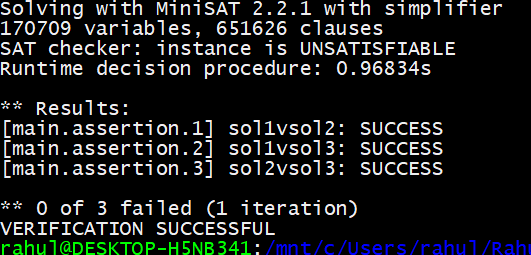 Solving with MiniSAT 2.2.1 with simplifier
170709 variables, 651626 clauses
SAT checker: instance is UNSATISFIABLE
Runtime decision procedure: 0.96834s
** Results:
[main.assertion.1] sol1vsol2: SUCCESS
[main.assertion.2] sol1vsol3: SUCCESS
[main.assertion.3] sol2vsol3: SUCCESS
** 0 of 3 failed (1 iteration)
VERIFICATION SUCCESSFUL
rahul@DESKTOP-H5NB341:/mnt/c/Users/rahul/Rah